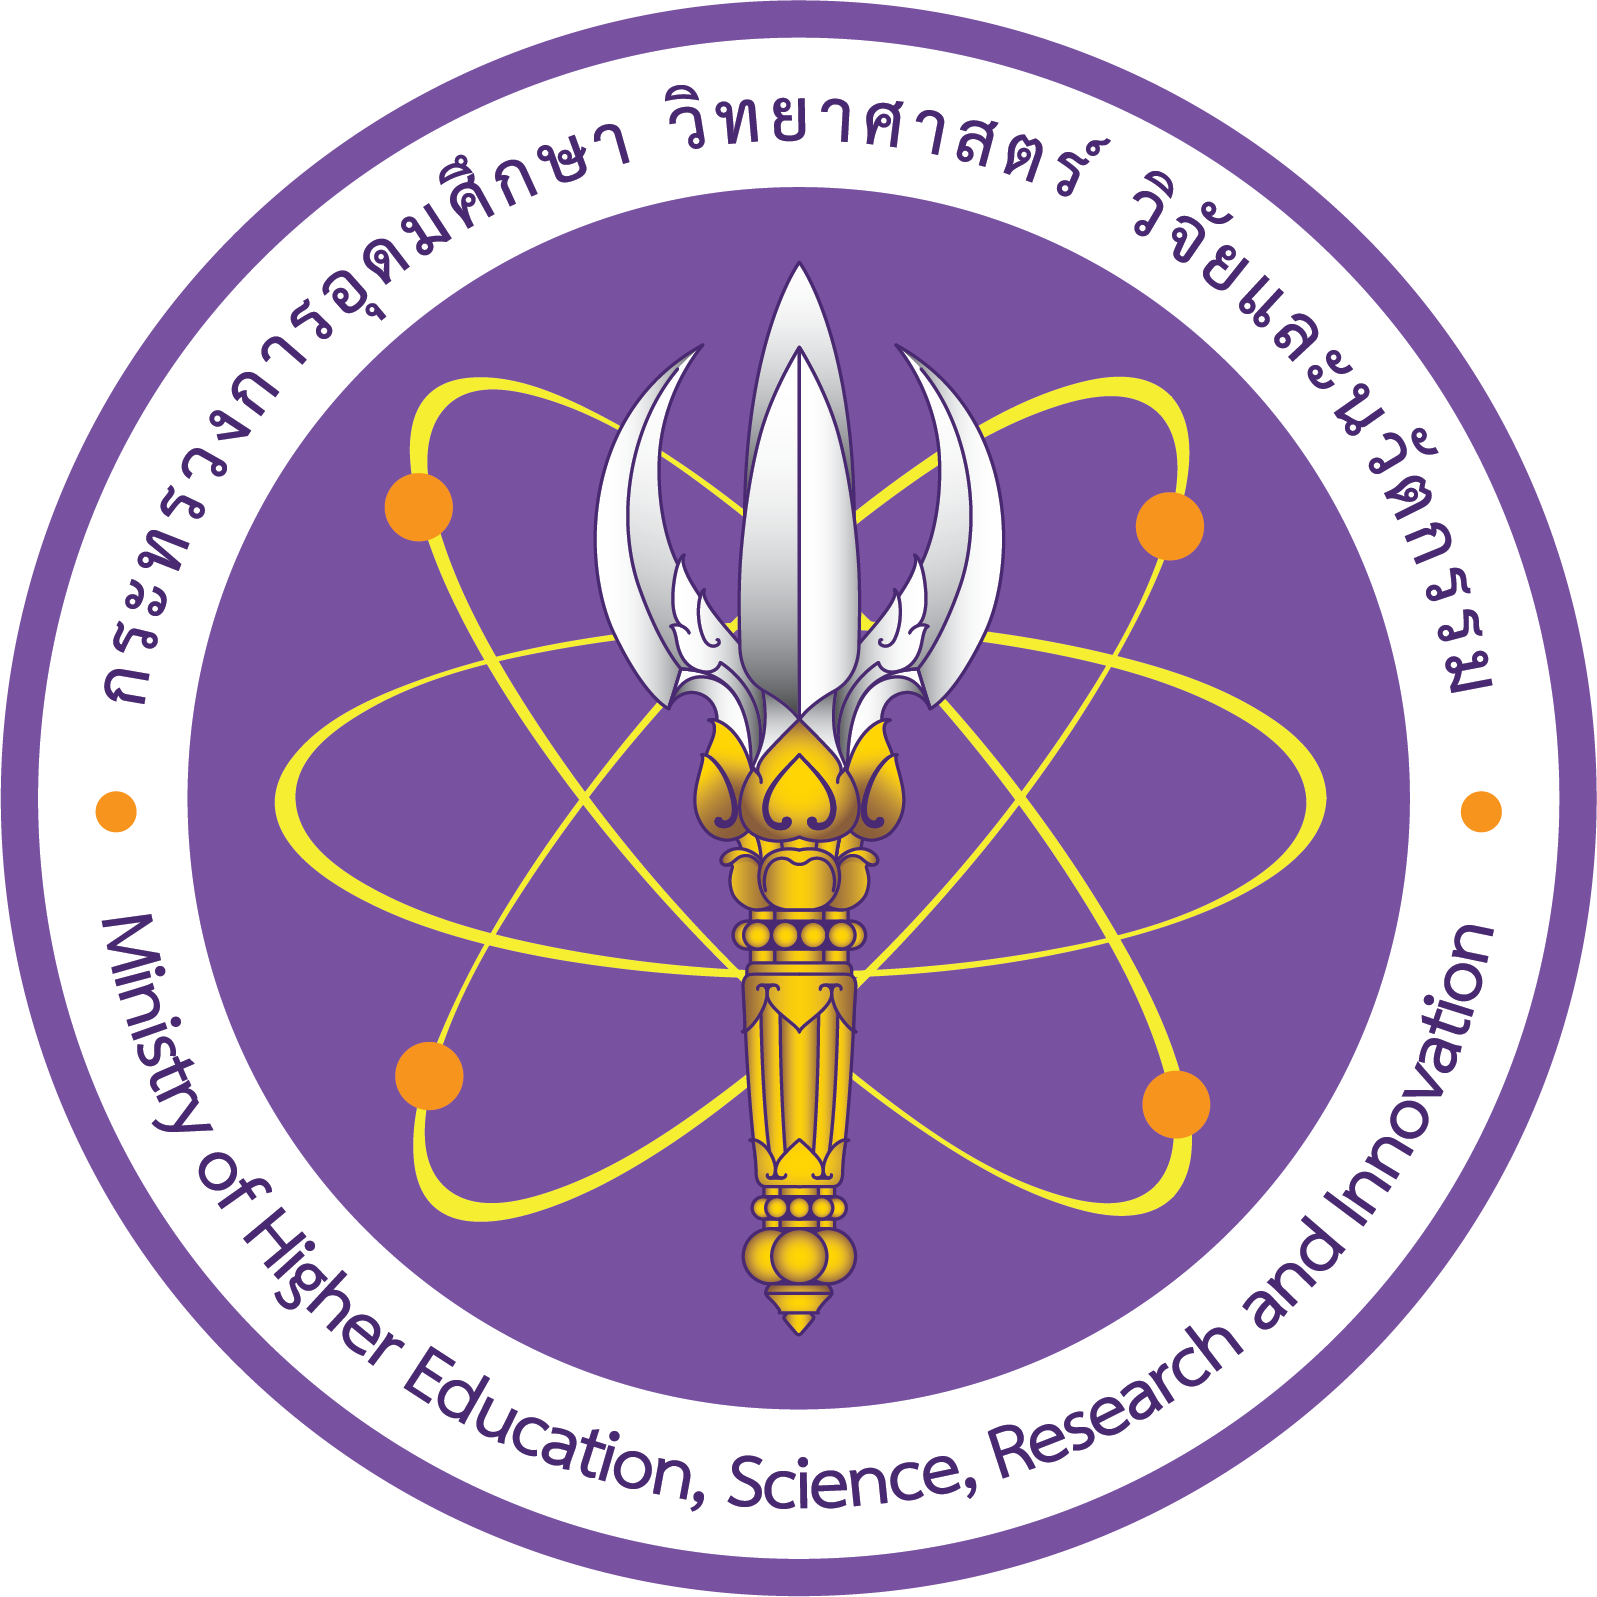 กระทรวงการอุดมศึกษา วิทยาศาสตร์ วิจัยและนวัตกรรม
Ministry of Higher Education, Science, Research and Innovation